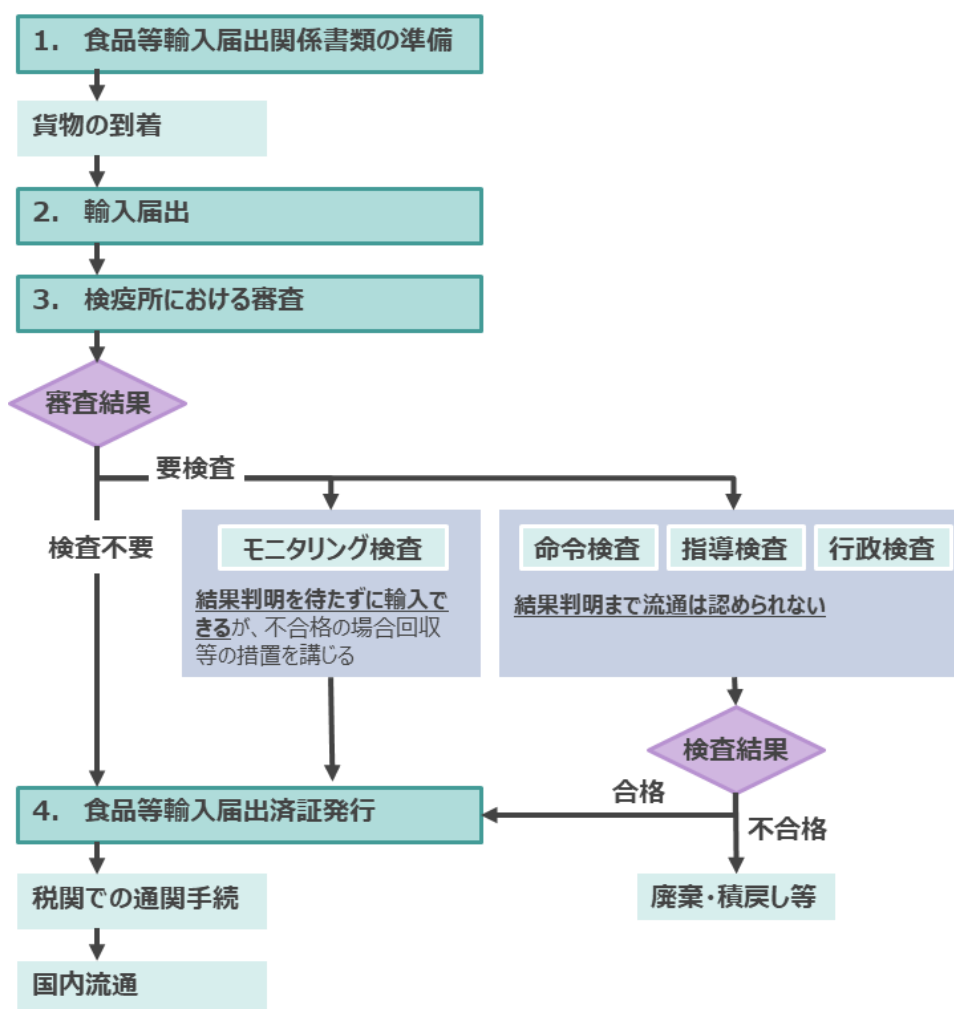 1. 食品等輸入届出関係書類の準備
貨物の到着
2. 輸入届出
3. 検疫所における審査
審査結果
要検査
検査不要
モニタリング検査
結果判明を待たずに輸入で
きるが、不合格の場合回収
等の措置を講じる
命令検査 指導検査 行政検査
結果判明まで流通は認められない
検査結果
合格
不合格
4. 食品等輸入届出済証発行
廃棄・積戻し等
税関での通関手続
国内流通